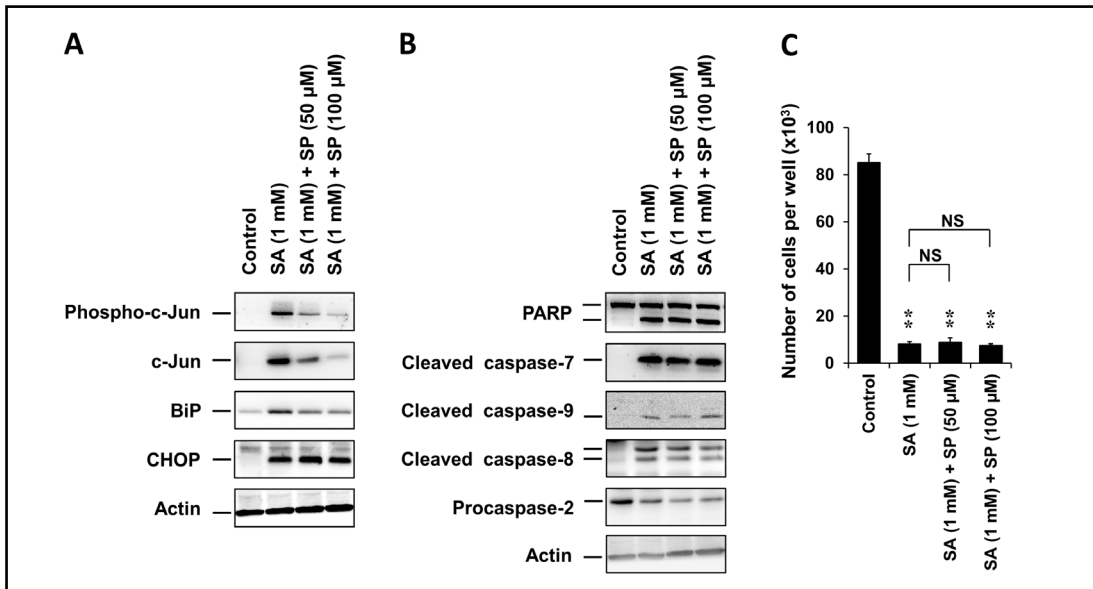 A
Control
SA (1 mM)
SA (1 mM) + SP (50 µM)
SA (1 mM) + SP (100 µM)
Phospho-c-Jun
c-Jun
BiP
CHOP
Actin
B
Control
SA (1 mM)
SA (1 mM) + SP (50 µM)
SA (1 mM) + SP (100 µM)
PARP
Cleaved caspase-7
Cleaved caspase-9
Cleaved caspase-8
Procaspase-2
Actin
C
Number of cells per well (x10³)
100
80
60
40
20
0
NS
NS
**
**
**
Control
SA (1 mM)
SA (1 mM) + SP (50 µM)
SA (1 mM) + SP (100 µM)